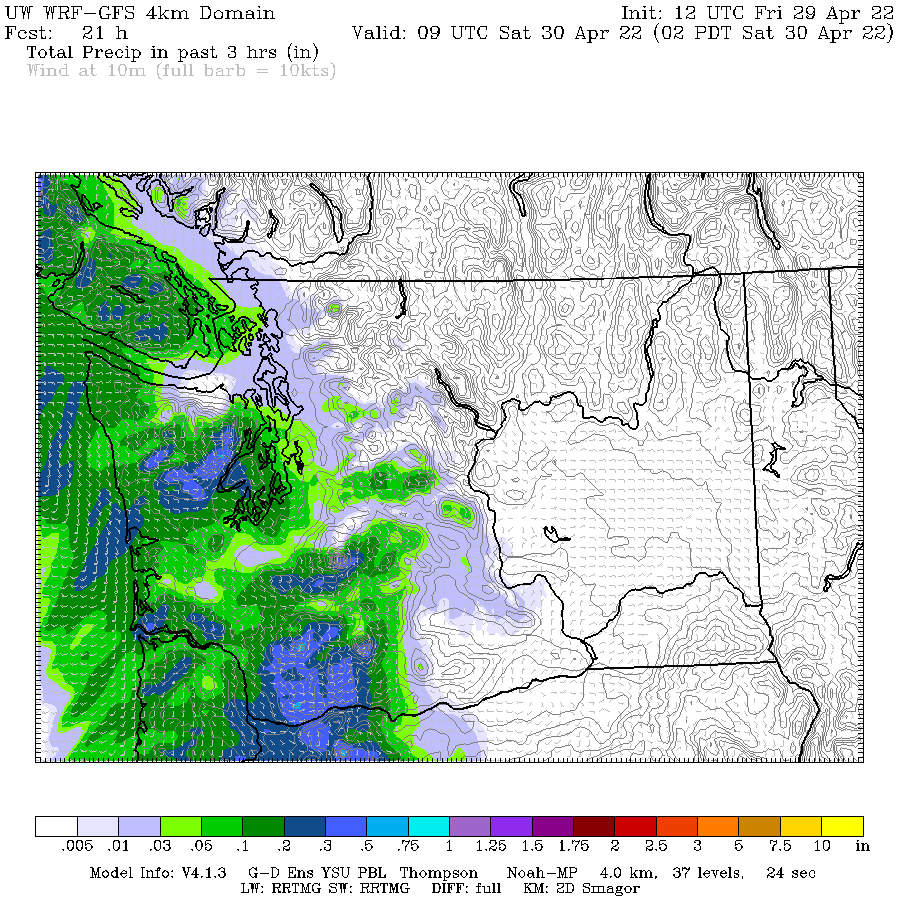 UW WRF-GFS 4km Domain Init: 12 UTC Fri 29 Apr 22
Fcst: 21 h Valid: 09 UTC Sat 30 Apr 22 (02 PDT Sat 30 Apr 22)
Total Precip in past 3 hrs (in)
Wind at 10m (full barb = 10kts)
.005 .01 .03 .05 .1 .2 .3 .5 .75 1 1.25 1.5 1.75 2 2.5 3 5 7.5 10 in
Model Info: V4.1.3 G-D Ens YSU PBL Thompson Noah-MP 4.0 km, 37 levels, 24 sec
LW: RRTMG SW: RRTMG DIFF: full KM: 2D Smagor